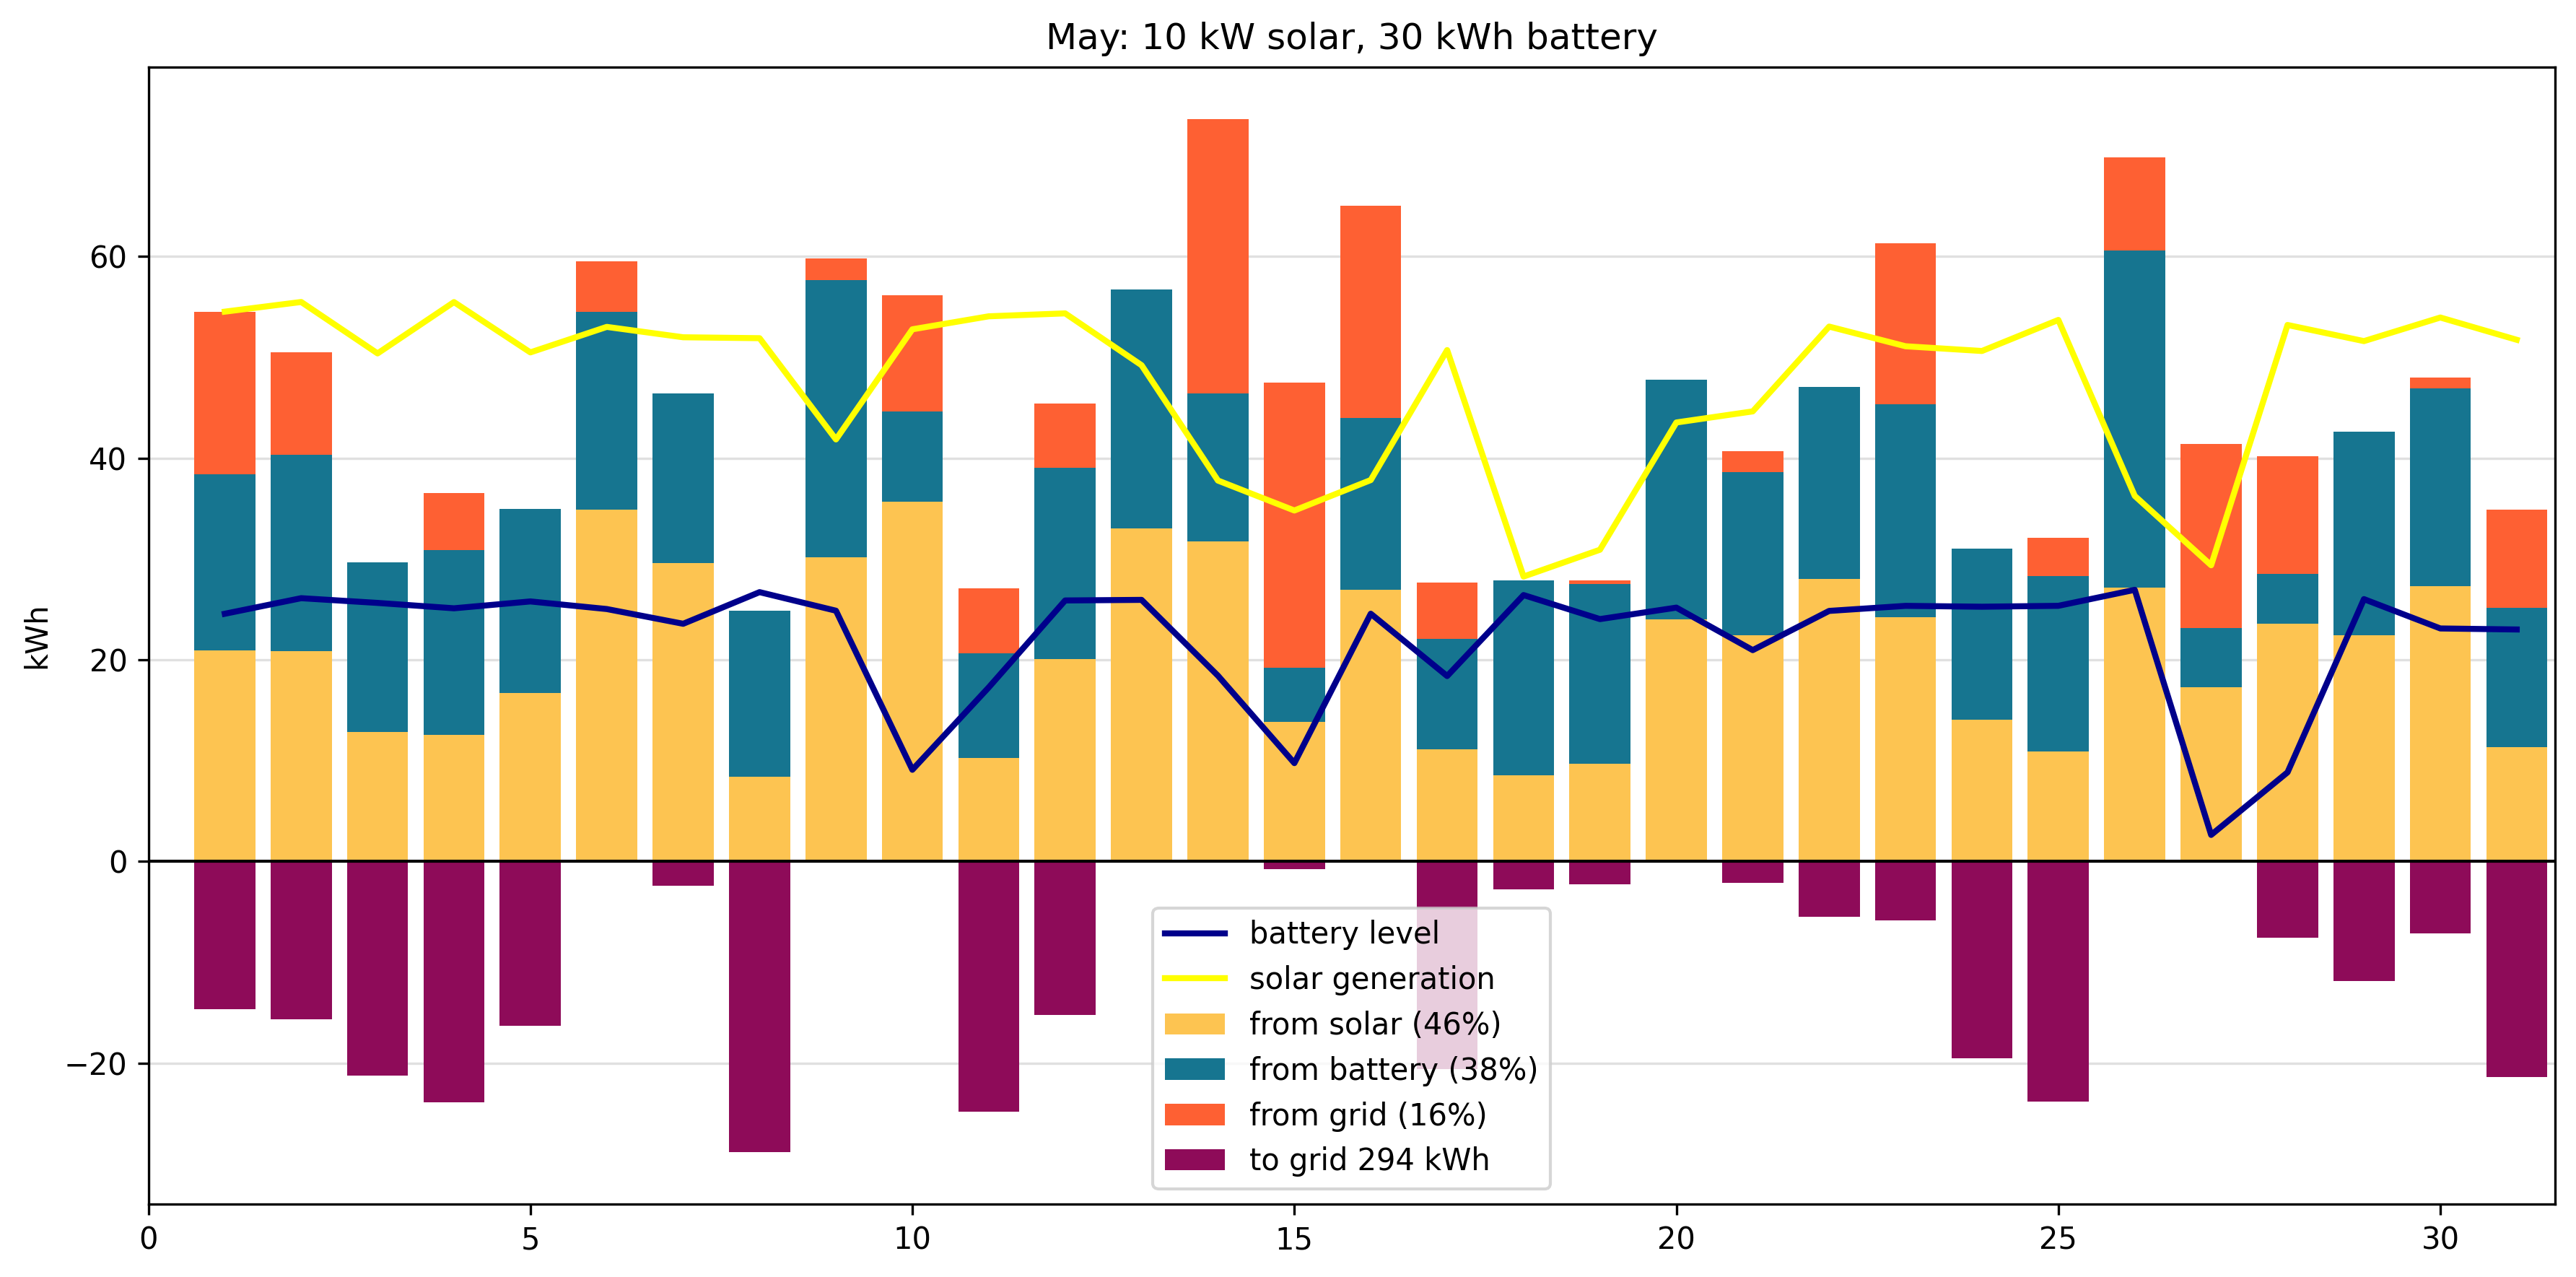 May: 10 kW solar, 30 kWh battery
kWh
60
40
20
0
−20
battery level
solar generation
from solar (46%)
from battery (38%)
from grid (16%)
to grid 294 kWh
0 5 10 15 20 25 30